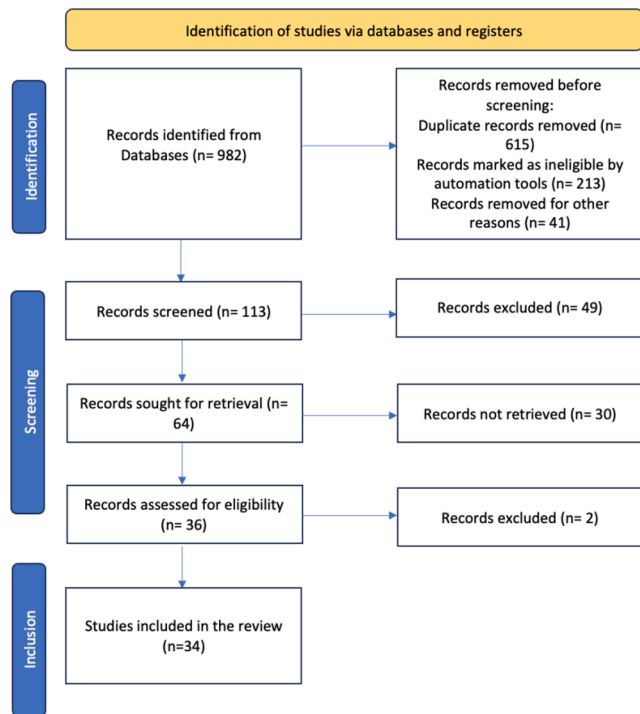 Identification of studies via databases and registers
Identification
Records identified from
Databases (n= 982)
Records removed before
screening:
Duplicate records removed (n=
615)
Records marked as ineligible by
automation tools (n= 213)
Records removed for other
reasons (n= 41)
Screening
Records screened (n= 113)
Records excluded (n= 49)
Records sought for retrieval (n=
64)
Records not retrieved (n= 30)
Records assessed for eligibility
(n= 36)
Records excluded (n= 2)
Inclusion
Studies included in the review
(n=34)